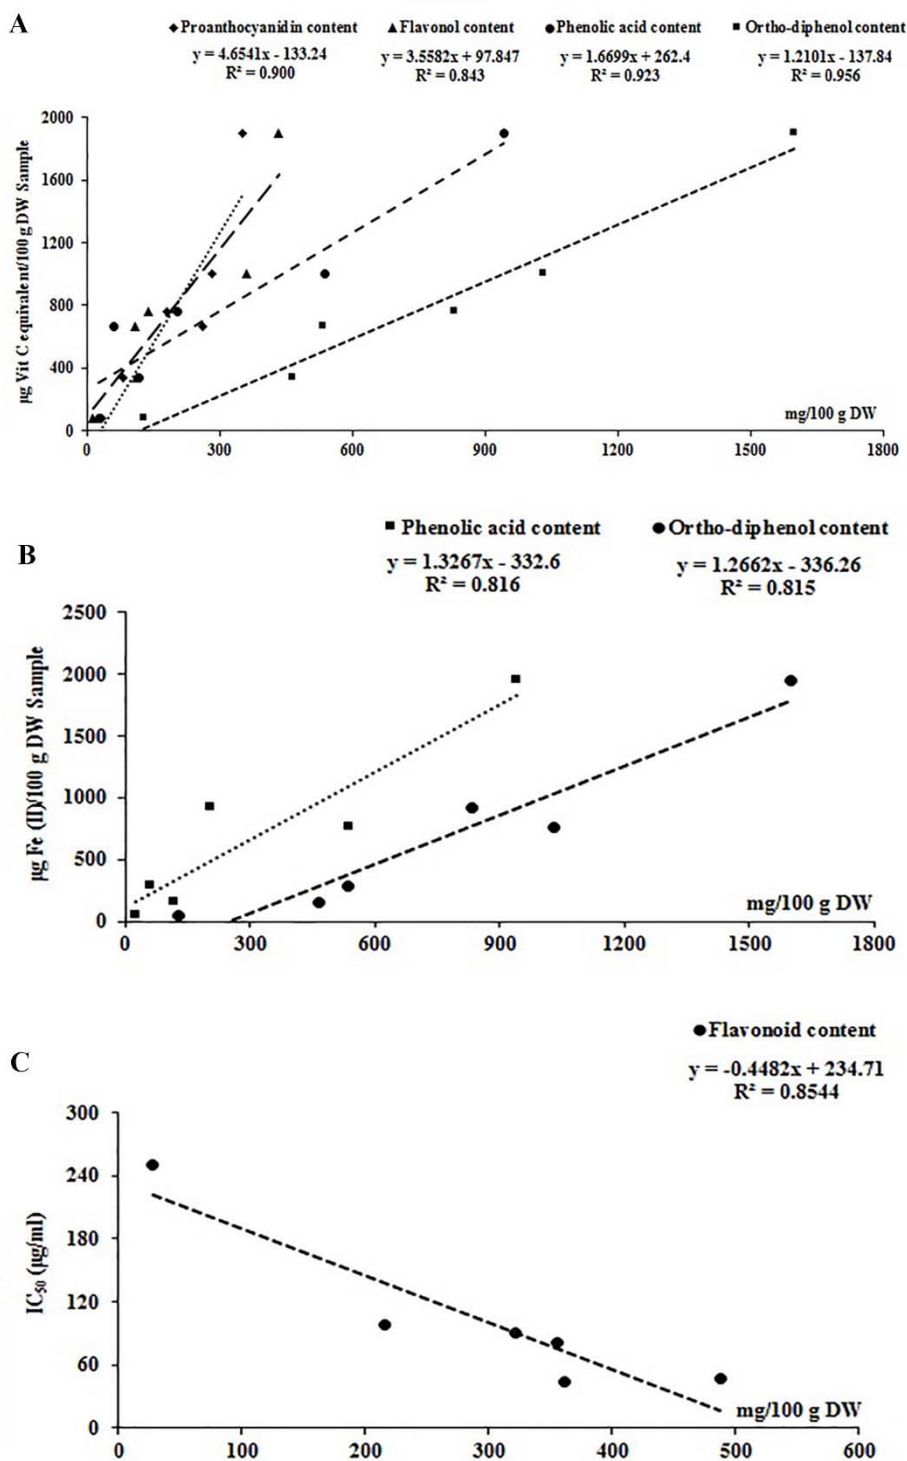 A
Proanthocyanidin content
y = 4.6541x - 133.24
R² = 0.900
Flavonol content
y = 3.5582x + 97.847
R² = 0.843
Phenolic acid content
y = 1.6699x + 262.4
R² = 0.923
Ortho-diphenol content
y = 1.2101x - 137.84
R² = 0.956
µg Vit C equivalent/100 g DW Sample
2000
1600
1200
800
400
0
mg/100 g DW
0 300 600 900 1200 1500 1800
B
Phenolic acid content
y = 1.3267x - 332.6
R² = 0.816
Ortho-diphenol content
y = 1.2662x - 336.26
R² = 0.815
µg Fe (II)/100 g DW Sample
2500
2000
1500
1000
500
0
mg/100 g DW
0 300 600 900 1200 1500 1800
C
Flavonoid content
y = -0.4482x + 234.71
R² = 0.8544
IC₅₀ (µg/ml)
300
240
180
120
60
0
mg/100 g DW
0 100 200 300 400 500 600